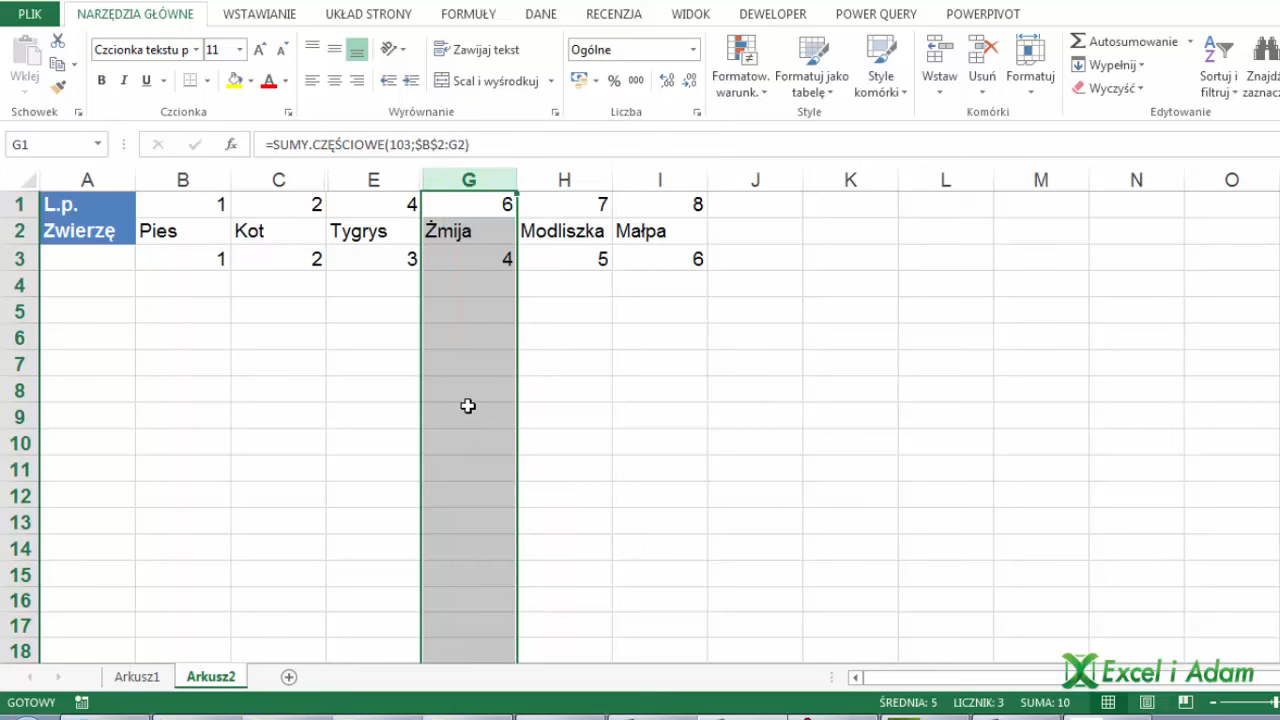 PLIK NARZĘDZIA GŁÓWNE WSTAWIANIE UKŁAD STRONY FORMUŁY DANE RECENZJA WIDOK DEVELOPER POWER QUERY POWERPIVOT
Czcionka tekstu p 11 Zawijaj tekst Ogólne Autosumowanie
Wklej Formatow. Formatuj jako Style Wstaw Usuń Formatuj Wypełnij Sortuj i Znajdź
B I U A Scal i wyśrodkuj % 000 warunk. tabelę komórki Wyczyść filtruj zaznacz
Schowek Czcionka Wyrównanie Liczba Style Komórki Edytowanie
G1 fx =SUMY.CZĘŚCIOWE(103;$B$2:G2)
A B C E G H I J K L M N O
1 L.p. 1 2 4 6 7 8
2 Zwierzę Pies Kot Tygrys Żmija Modliszka Małpa
3 1 2 3 4 5 6
4
5
6
7
8
9
10
11
12
13
14
15
16
17
18
Excel i Adam
Arkusz1 Arkusz2
GOTOWY ŚREDNIA: 5 LICZNIK: 3 SUMA: 10